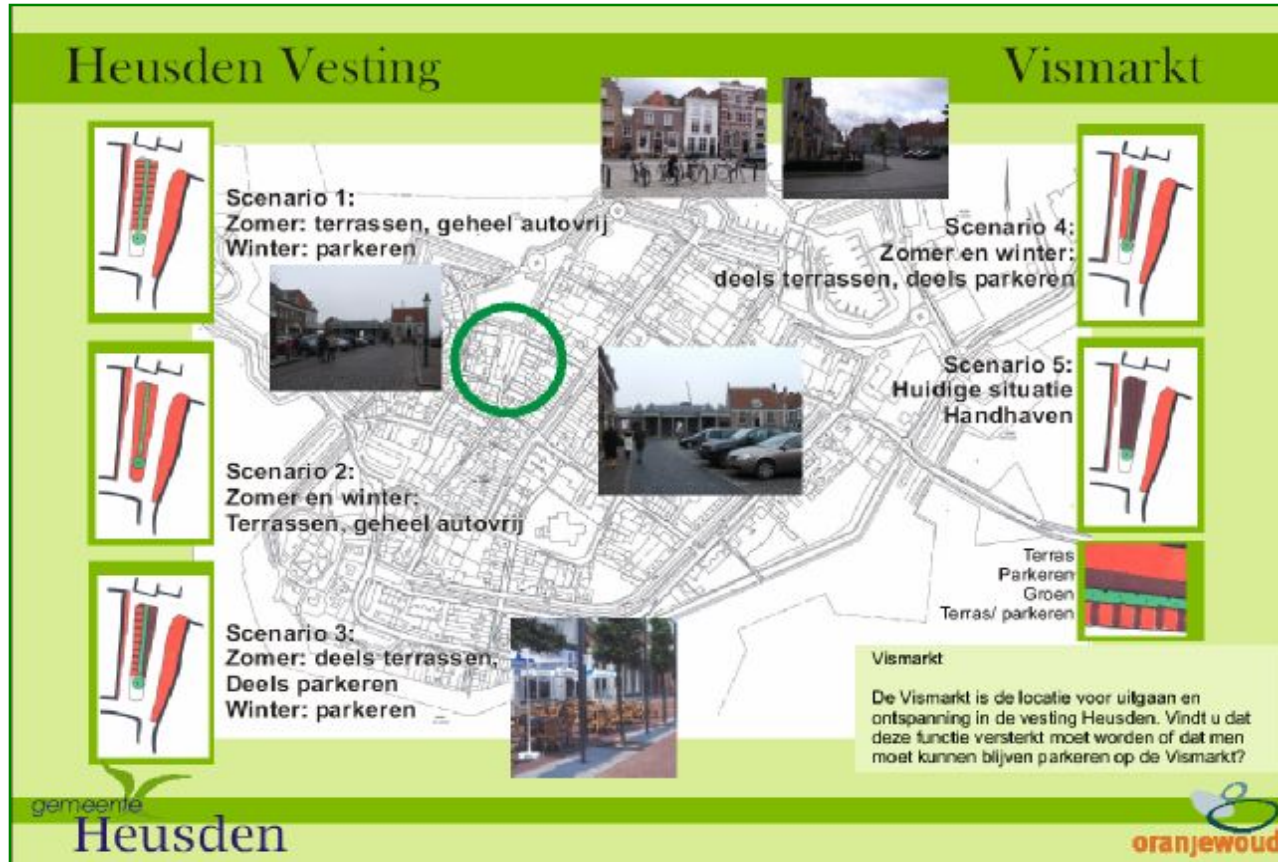 Heusden Vesting
Vismarkt
Scenario 1:
Zomer: terrassen, geheel autovrij
Winter: parkeren
Scenario 2:
Zomer en winter:
Terrassen, geheel autovrij
Scenario 3:
Zomer: deels terrassen,
Deels parkeren
Winter: parkeren
Scenario 4:
Zomer en winter:
deels terrassen, deels parkeren
Scenario 5:
Huidige situatie
Handhaven
Terras
Parkeren
Groen
Terras/ parkeren
Vismarkt
De Vismarkt is de locatie voor uitgaan en
ontspanning in de vesting Heusden. Vindt u dat
deze functie versterkt moet worden of dat men
moet kunnen blijven parkeren op de Vismarkt?
gemeente
Heusden
oranjewoud